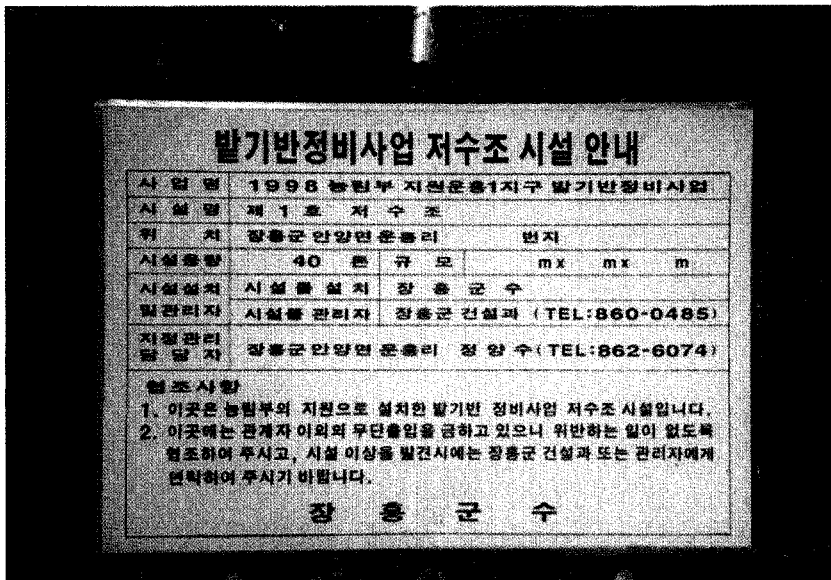 밭기반정비사업 저수조 시설 안내
사 업 명 1998 농림부 지원운흥1지구 밭기반정비사업
시 설 명 제 1 호 저 수 조
위 치 장흥군 안양면 운흥리 번지
시설용량 40 톤 규 모 mx mx m
시설설치 시 설 물 설 치 장 흥 군 수
및관리자 시설물 관리자 장흥군 건설과 (TEL:860-0485)
지정관리
담 당 자 장흥군안양면 운흥리 정 양 수(TEL:862-6074)
협조사항
1. 이곳은 농림부의 지원으로 설치한 밭기반 정비사업 저수조 시설입니다.
2. 이곳에는 관계자 이외의 무단출입을 금하고 있으니 위반하는 일이 없도록
협조하여 주시고, 시설 이상을 발견시에는 장흥군 건설과 또는 관리자에게
연락하여 주시기 바랍니다.
장 흥 군 수